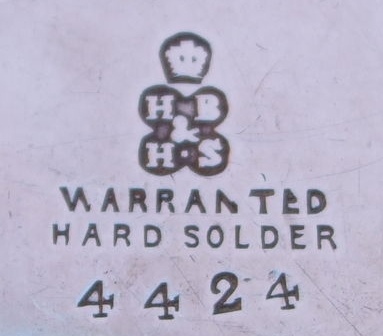 H B
&
H S
WARRANTED
HARD SOLDER
4424